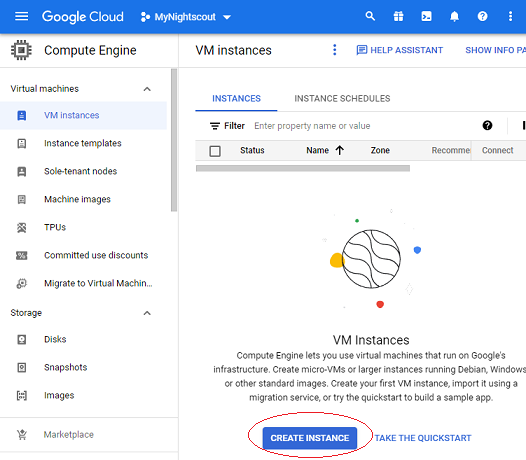 Google Cloud
MyNightscout
Compute Engine
VM instances
HELP ASSISTANT
SHOW INFO PA
Virtual machines
VM instances
Instance templates
Sole-tenant nodes
Machine images
TPUs
Committed use discounts
Migrate to Virtual Machin...
Storage
Disks
Snapshots
Images
Marketplace
INSTANCES
INSTANCE SCHEDULES
Filter
Enter property name or value
Status
Name
Zone
Recommen
Connect
VM Instances
Compute Engine lets you use virtual machines that run on Google's
infrastructure. Create micro-VMs or larger instances running Debian, Windows,
or other standard images. Create your first VM instance, import it using a
migration service, or try the quickstart to build a sample app.
CREATE INSTANCE
TAKE THE QUICKSTART